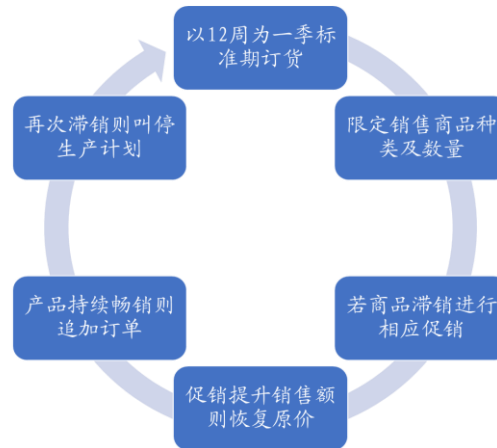 以12周为一季标
准期订货
限定销售商品种
类及数量
若商品滞销进行
相应促销
促销提升销售额
则恢复原价
产品持续畅销则
追加订单
再次滞销则叫停
生产计划